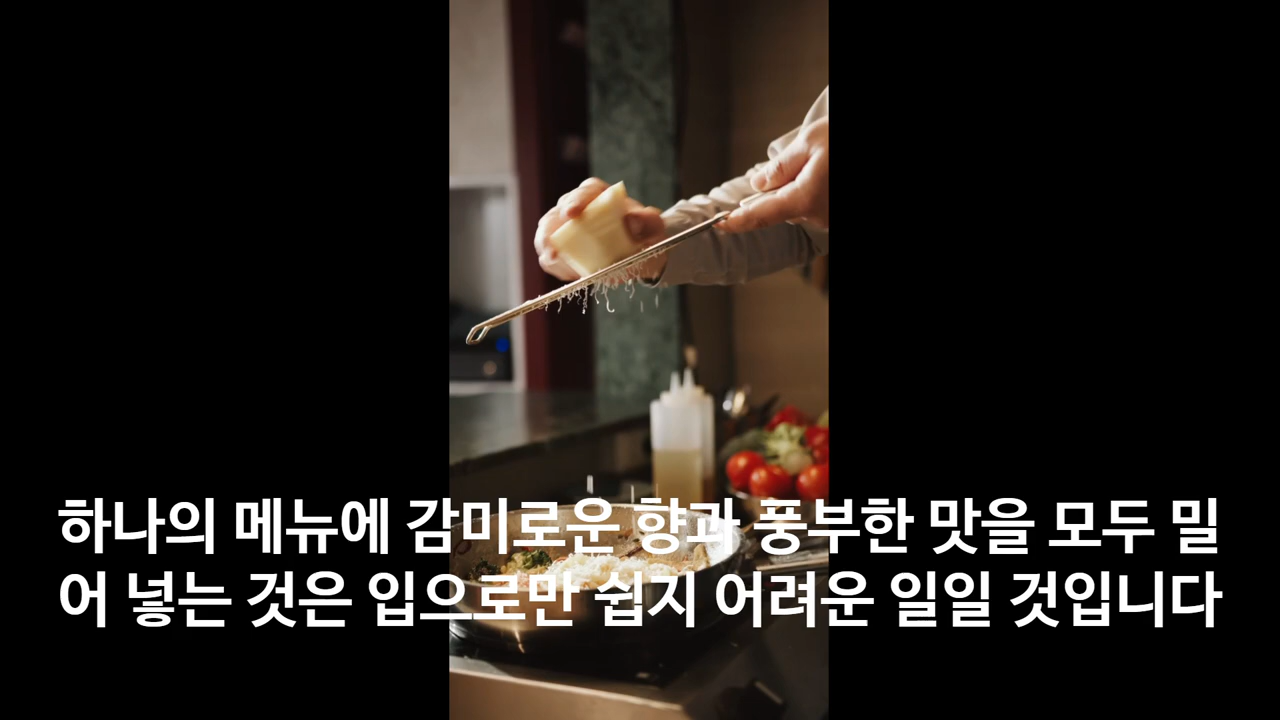 하나의 메뉴에 감미로운 향과 풍부한 맛을 모두 밀
어 넣는 것은 입으로만 쉽지 어려운 일일 것입니다